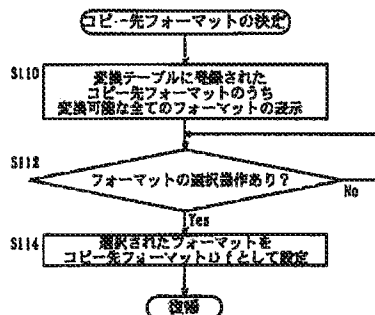 コピー先フォーマットの決定
S110
変換テーブルに登録された
コピー先フォーマットのうち
変換可能な全てのフォーマットの表示
S112
フォーマットの選択操作あり?
No
Yes
S114
選択されたフォーマットを
コピー先フォーマットDfとして設定
復帰